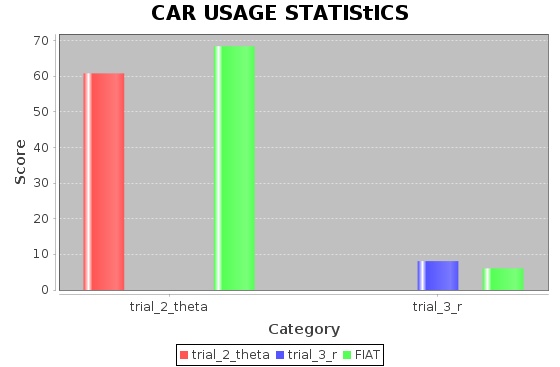 CAR USAGE STATIStICS
70
60
50
40
30
20
10
0
Score
trial_2_theta trial_3_r
Category
trial_2_theta trial_3_r FIAT